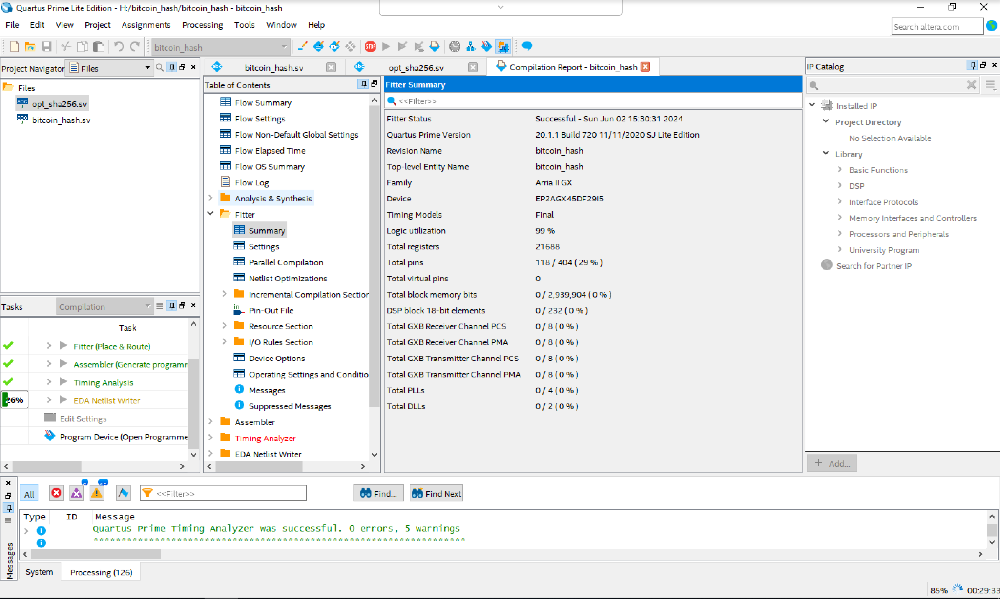 Quartus Prime Lite Edition - H:/bitcoin_hash/bitcoin_hash - bitcoin_hash
File Edit View Project Assignments Processing Tools Window Help
Search altera.com
bitcoin_hash
STOP
Project Navigator
Files
Files
abc
opt_sha256.sv
abc
bitcoin_hash.sv
Tasks
Compilation
Task
Fitter (Place & Route)
Assembler (Generate programm
Timing Analysis
26%
EDA Netlist Writer
Edit Settings
Program Device (Open Programme
abc
bitcoin_hash.sv
abc
opt_sha256.sv
Compilation Report - bitcoin_hash
Table of Contents
Flow Summary
Flow Settings
Flow Non-Default Global Settings
Flow Elapsed Time
Flow OS Summary
Flow Log
Analysis & Synthesis
Fitter
Summary
Settings
Parallel Compilation
Netlist Optimizations
Incremental Compilation Section
in
Pin-Out File
Resource Section
I/O Rules Section
Device Options
Operating Settings and Conditio
Messages
Suppressed Messages
Assembler
Timing Analyzer
EDA Netlist Writer
Fitter Summary
<<Filter>>
Fitter Status Successful - Sun Jun 02 15:30:31 2024
Quartus Prime Version 20.1.1 Build 720 11/11/2020 SJ Lite Edition
Revision Name bitcoin_hash
Top-level Entity Name bitcoin_hash
Family Arria II GX
Device EP2AGX45DF29I5
Timing Models Final
Logic utilization 99 %
Total registers 21688
Total pins 118 / 404 ( 29 % )
Total virtual pins 0
Total block memory bits 0 / 2,939,904 ( 0 % )
DSP block 18-bit elements 0 / 232 ( 0 % )
Total GXB Receiver Channel PCS 0 / 8 ( 0 % )
Total GXB Receiver Channel PMA 0 / 8 ( 0 % )
Total GXB Transmitter Channel PCS 0 / 8 ( 0 % )
Total GXB Transmitter Channel PMA 0 / 8 ( 0 % )
Total PLLs 0 / 4 ( 0 % )
Total DLLs 0 / 2 ( 0 % )
IP Catalog
Installed IP
Project Directory
No Selection Available
Library
Basic Functions
DSP
Interface Protocols
Memory Interfaces and Controllers
Processors and Peripherals
University Program
Search for Partner IP
+ Add...
All
<<Filter>>
Find...
Find Next
Messages
Type ID Message
Quartus Prime Timing Analyzer was successful. 0 errors, 5 warnings
*******************************************************************
System
Processing (126)
85% 00:29:33